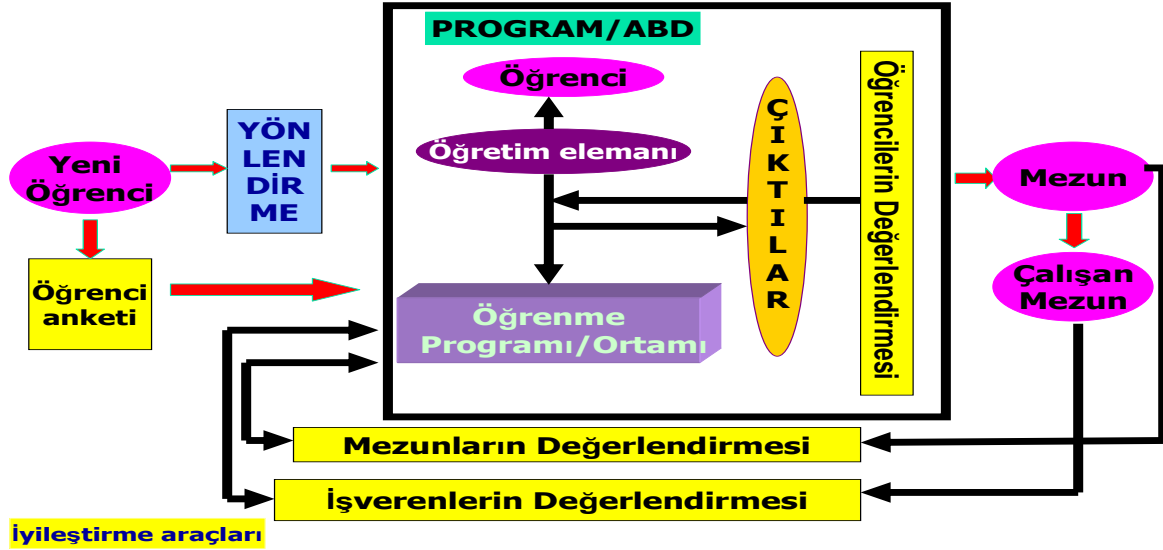 PROGRAM/ABD
Öğrenci
Öğretim elemanı
YÖN
LEN
DİR
ME
Yeni
Öğrenci
Öğrenci
anketi
Öğrenme
Programı/Ortamı
ÇIKTILAR
Öğrencilerin Değerlendirmesi
Mezun
Çalışan
Mezun
Mezunların Değerlendirmesi
İşverenlerin Değerlendirmesi
İyileştirme araçları